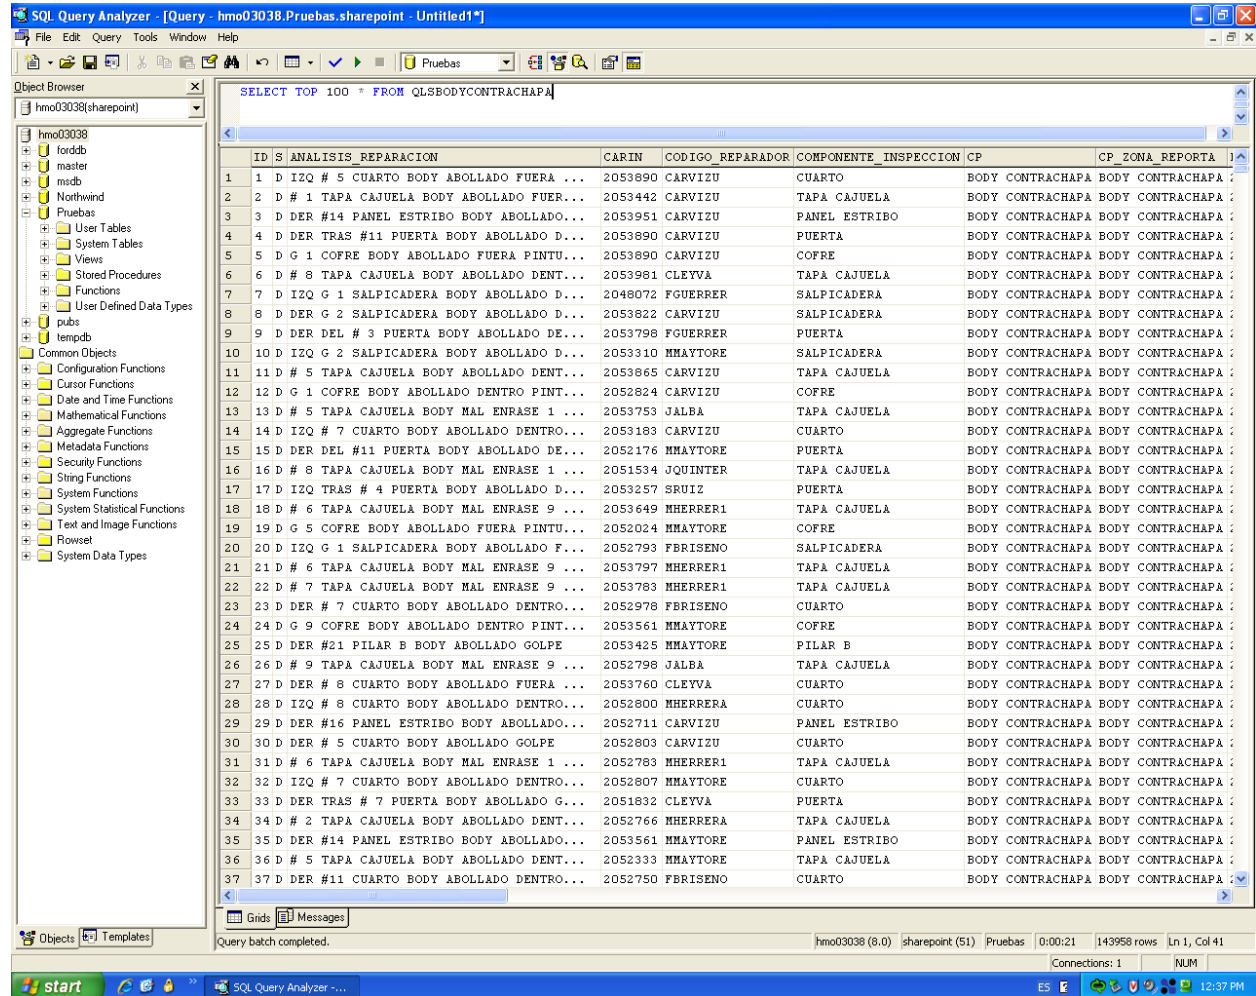 SQL Query Analyzer - [Query - hmo03038.Pruebas.sharepoint - Untitled1*]
File Edit Query Tools Window Help
Pruebas
Object Browser
hmo03038(sharepoint)
hmo03038
forddb
master
msdb
Northwind
Pruebas
User Tables
System Tables
Views
Stored Procedures
Functions
User Defined Data Types
pubs
tempdb
Common Objects
Configuration Functions
Cursor Functions
Date and Time Functions
Mathematical Functions
Aggregate Functions
Metadata Functions
Security Functions
String Functions
System Functions
System Statistical Functions
Text and Image Functions
Rowset
System Data Types
Objects Templates
SELECT TOP 100 * FROM QLSBODYCONTRACHAPA
ID S ANALISIS_REPARACION CARIN CODIGO_REPARADOR COMPONENTE_INSPECCION CP CP_ZONA_REPORTA
1 1 D IZQ # 5 CUARTO BODY ABOLLADO FUERA ... 2053890 CARVIZU CUARTO BODY CONTRACHAPA BODY CONTRACHAPA
2 2 D # 1 TAPA CAJUELA BODY ABOLLADO FUER... 2053442 CARVIZU TAPA CAJUELA BODY CONTRACHAPA BODY CONTRACHAPA
3 3 D DER #14 PANEL ESTRIBO BODY ABOLLADO... 2053951 CARVIZU PANEL ESTRIBO BODY CONTRACHAPA BODY CONTRACHAPA
4 4 D DER TRAS #11 PUERTA BODY ABOLLADO D... 2053890 CARVIZU PUERTA BODY CONTRACHAPA BODY CONTRACHAPA
5 5 D G 1 COFRE BODY ABOLLADO FUERA PINTU... 2053890 CARVIZU COFRE BODY CONTRACHAPA BODY CONTRACHAPA
6 6 D # 8 TAPA CAJUELA BODY ABOLLADO DENT... 2053981 CLEYVA TAPA CAJUELA BODY CONTRACHAPA BODY CONTRACHAPA
7 7 D IZQ G 1 SALPICADERA BODY ABOLLADO D... 2048072 FGUERRER SALPICADERA BODY CONTRACHAPA BODY CONTRACHAPA
8 8 D DER G 2 SALPICADERA BODY ABOLLADO D... 2053822 CARVIZU SALPICADERA BODY CONTRACHAPA BODY CONTRACHAPA
9 9 D DER DEL # 3 PUERTA BODY ABOLLADO DE... 2053798 FGUERRER PUERTA BODY CONTRACHAPA BODY CONTRACHAPA
10 10 D IZQ G 2 SALPICADERA BODY ABOLLADO D... 2053310 MMAYTORE SALPICADERA BODY CONTRACHAPA BODY CONTRACHAPA
11 11 D # 5 TAPA CAJUELA BODY ABOLLADO DENT... 2053865 CARVIZU TAPA CAJUELA BODY CONTRACHAPA BODY CONTRACHAPA
12 12 D G 1 COFRE BODY ABOLLADO DENTRO PINT... 2052824 CARVIZU COFRE BODY CONTRACHAPA BODY CONTRACHAPA
13 13 D # 5 TAPA CAJUELA BODY MAL ENRASE 1 ... 2053753 JALBA TAPA CAJUELA BODY CONTRACHAPA BODY CONTRACHAPA
14 14 D IZQ # 7 CUARTO BODY ABOLLADO DENTRO... 2053183 CARVIZU CUARTO BODY CONTRACHAPA BODY CONTRACHAPA
15 15 D DER DEL #11 PUERTA BODY ABOLLADO DE... 2052176 MMAYTORE PUERTA BODY CONTRACHAPA BODY CONTRACHAPA
16 16 D # 8 TAPA CAJUELA BODY MAL ENRASE 1 ... 2051534 JQUINTER TAPA CAJUELA BODY CONTRACHAPA BODY CONTRACHAPA
17 17 D IZQ TRAS # 4 PUERTA BODY ABOLLADO D... 2053257 SRUIZ PUERTA BODY CONTRACHAPA BODY CONTRACHAPA
18 18 D # 6 TAPA CAJUELA BODY MAL ENRASE 9 ... 2053649 MHERRER1 TAPA CAJUELA BODY CONTRACHAPA BODY CONTRACHAPA
19 19 D G 5 COFRE BODY ABOLLADO FUERA PINTU... 2052024 MMAYTORE COFRE BODY CONTRACHAPA BODY CONTRACHAPA
20 20 D IZQ G 1 SALPICADERA BODY ABOLLADO F... 2052793 FBRISENO SALPICADERA BODY CONTRACHAPA BODY CONTRACHAPA
21 21 D # 6 TAPA CAJUELA BODY MAL ENRASE 9 ... 2053797 MHERRER1 TAPA CAJUELA BODY CONTRACHAPA BODY CONTRACHAPA
22 22 D # 7 TAPA CAJUELA BODY MAL ENRASE 9 ... 2053783 MHERRER1 TAPA CAJUELA BODY CONTRACHAPA BODY CONTRACHAPA
23 23 D DER # 7 CUARTO BODY ABOLLADO DENTRO... 2052978 FBRISENO CUARTO BODY CONTRACHAPA BODY CONTRACHAPA
24 24 D G 9 COFRE BODY ABOLLADO DENTRO PINT... 2053561 MMAYTORE COFRE BODY CONTRACHAPA BODY CONTRACHAPA
25 25 D DER #21 PILAR B BODY ABOLLADO GOLPE 2053425 MMAYTORE PILAR B BODY CONTRACHAPA BODY CONTRACHAPA
26 26 D # 9 TAPA CAJUELA BODY MAL ENRASE 9 ... 2052798 JALBA TAPA CAJUELA BODY CONTRACHAPA BODY CONTRACHAPA
27 27 D DER # 8 CUARTO BODY ABOLLADO FUERA ... 2053760 CLEYVA CUARTO BODY CONTRACHAPA BODY CONTRACHAPA
28 28 D IZQ # 8 CUARTO BODY ABOLLADO DENTRO... 2052800 MHERRERA CUARTO BODY CONTRACHAPA BODY CONTRACHAPA
29 29 D DER #16 PANEL ESTRIBO BODY ABOLLADO... 2052711 CARVIZU PANEL ESTRIBO BODY CONTRACHAPA BODY CONTRACHAPA
30 30 D DER # 5 CUARTO BODY ABOLLADO GOLPE 2052803 CARVIZU CUARTO BODY CONTRACHAPA BODY CONTRACHAPA
31 31 D # 6 TAPA CAJUELA BODY MAL ENRASE 1 ... 2052783 MHERRER1 TAPA CAJUELA BODY CONTRACHAPA BODY CONTRACHAPA
32 32 D IZQ # 7 CUARTO BODY ABOLLADO DENTRO... 2052807 MMAYTORE CUARTO BODY CONTRACHAPA BODY CONTRACHAPA
33 33 D DER TRAS # 7 PUERTA BODY ABOLLADO G... 2051832 CLEYVA PUERTA BODY CONTRACHAPA BODY CONTRACHAPA
34 34 D # 2 TAPA CAJUELA BODY ABOLLADO DENT... 2052766 MHERRERA TAPA CAJUELA BODY CONTRACHAPA BODY CONTRACHAPA
35 35 D DER #14 PANEL ESTRIBO BODY ABOLLADO... 2053561 MMAYTORE PANEL ESTRIBO BODY CONTRACHAPA BODY CONTRACHAPA
36 36 D # 5 TAPA CAJUELA BODY ABOLLADO DENT... 2052333 MMAYTORE TAPA CAJUELA BODY CONTRACHAPA BODY CONTRACHAPA
37 37 D DER #11 CUARTO BODY ABOLLADO DENTRO... 2052750 FBRISENO CUARTO BODY CONTRACHAPA BODY CONTRACHAPA
Grids Messages
Query batch completed. hmo03038 (8.0) sharepoint (51) Pruebas 0:00:21 143958 rows Ln 1, Col 41
Connections: 1 NUM
start SQL Query Analyzer -... ES 12:37 PM